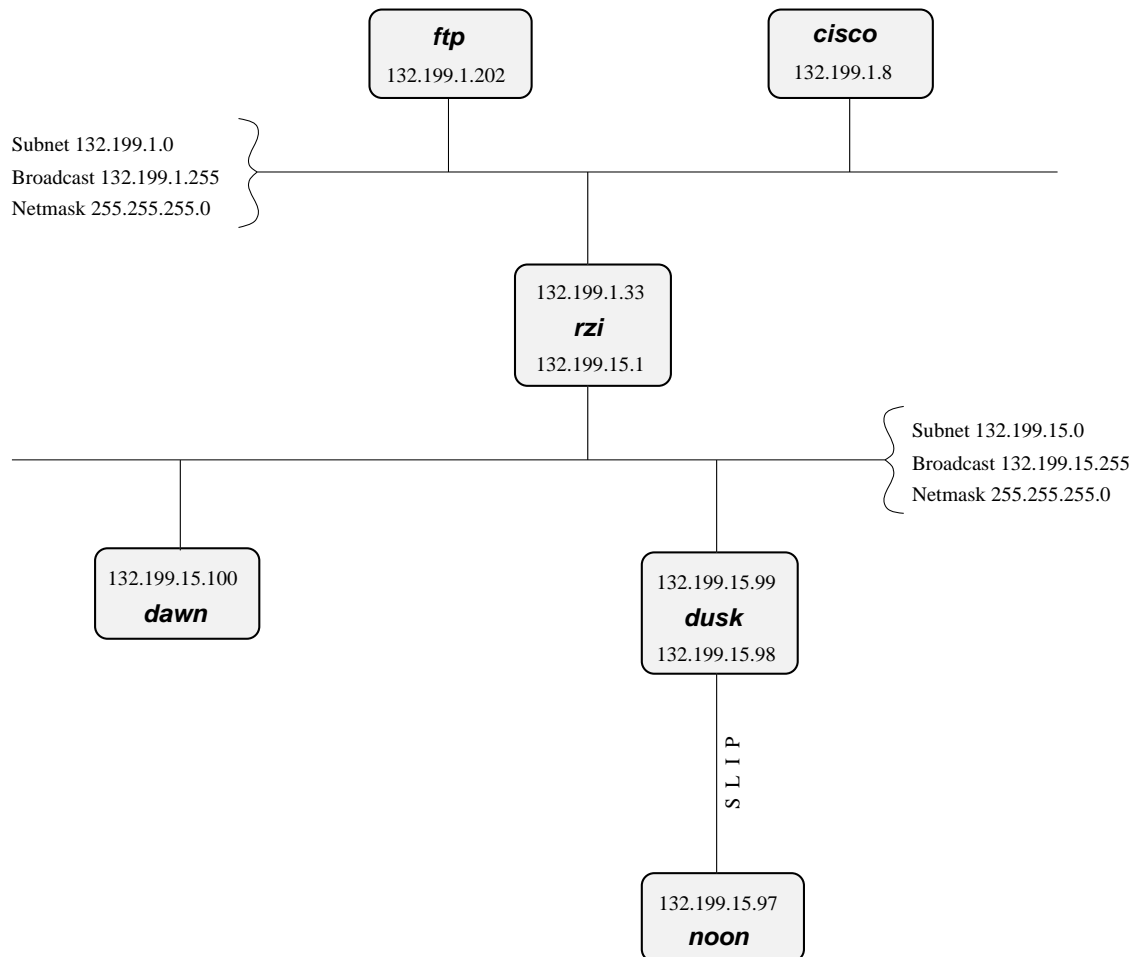 ftp
132.199.1.202
cisco
132.199.1.8
Subnet 132.199.1.0
Broadcast 132.199.1.255
Netmask 255.255.255.0
132.199.1.33
rzi
132.199.15.1
Subnet 132.199.15.0
Broadcast 132.199.15.255
Netmask 255.255.255.0
132.199.15.100
dawn
132.199.15.99
dusk
132.199.15.98
SLIP
132.199.15.97
noon